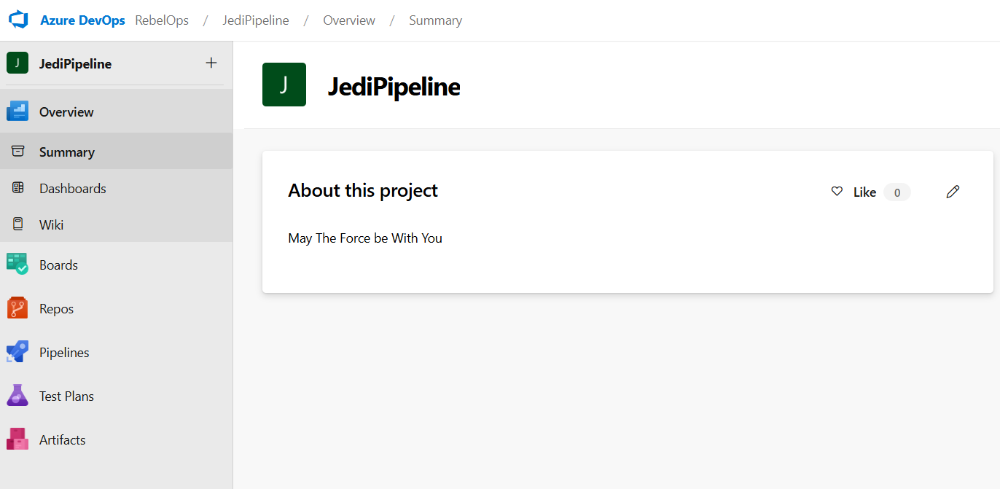 Azure DevOps RebelOps / JediPipeline / Overview / Summary
J JediPipeline +
Overview
Summary
Dashboards
Wiki
Boards
Repos
Pipelines
Test Plans
Artifacts
J JediPipeline
About this project
Like 0
May The Force be With You